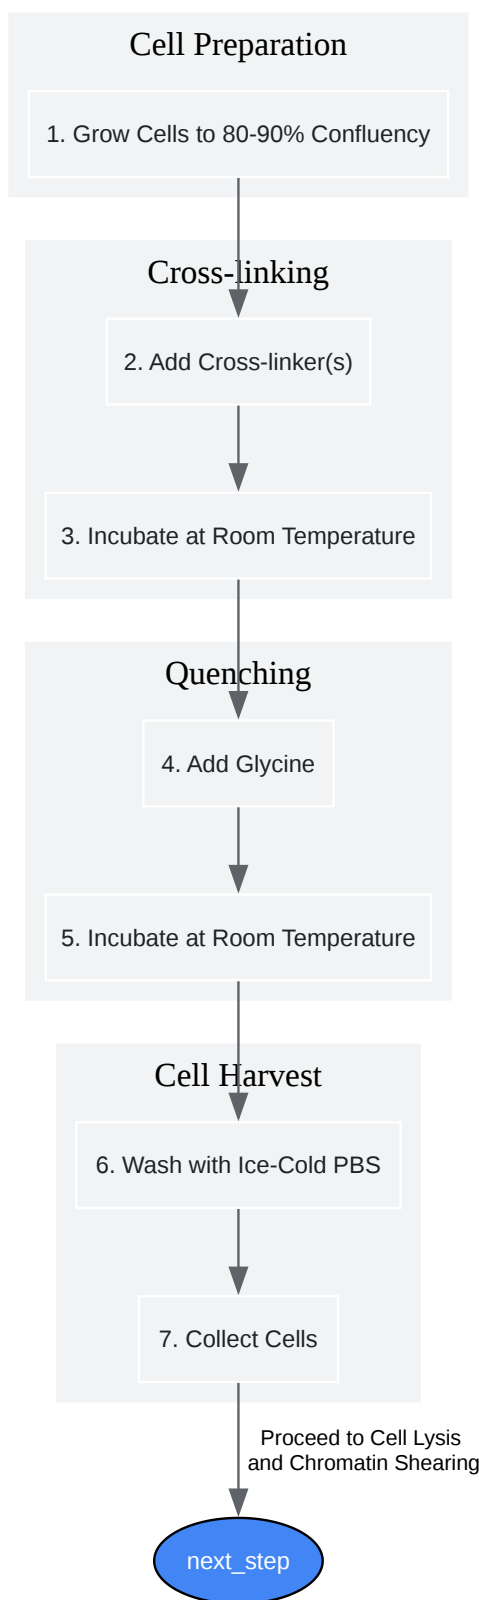 Cell Preparation
1. Grow Cells to 80-90% Confluency
Cross-linking
2. Add Cross-linker(s)
3. Incubate at Room Temperature
Quenching
4. Add Glycine
5. Incubate at Room Temperature
Cell Harvest
6. Wash with Ice-Cold PBS
7. Collect Cells
Proceed to Cell Lysis
and Chromatin Shearing
next_step